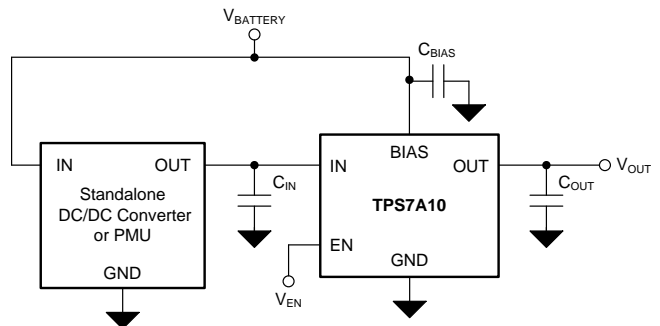 VBATTERY
CBIAS
IN
OUT
Standalone
DC/DC Converter
or PMU
GND
CIN
IN
BIAS
OUT
TPS7A10
EN
GND
VEN
COUT
VOUT